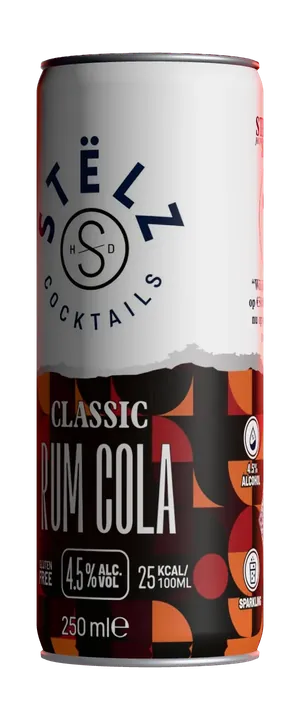 STËLZ
H S D
COCKTAILS
CLASSIC
RUM COLA
GLUTEN
FREE
4.5% ALC.
VOL
25 KCAL/
100ML
250 ml℮
4.5%
ALCOHOL
SPARKLING